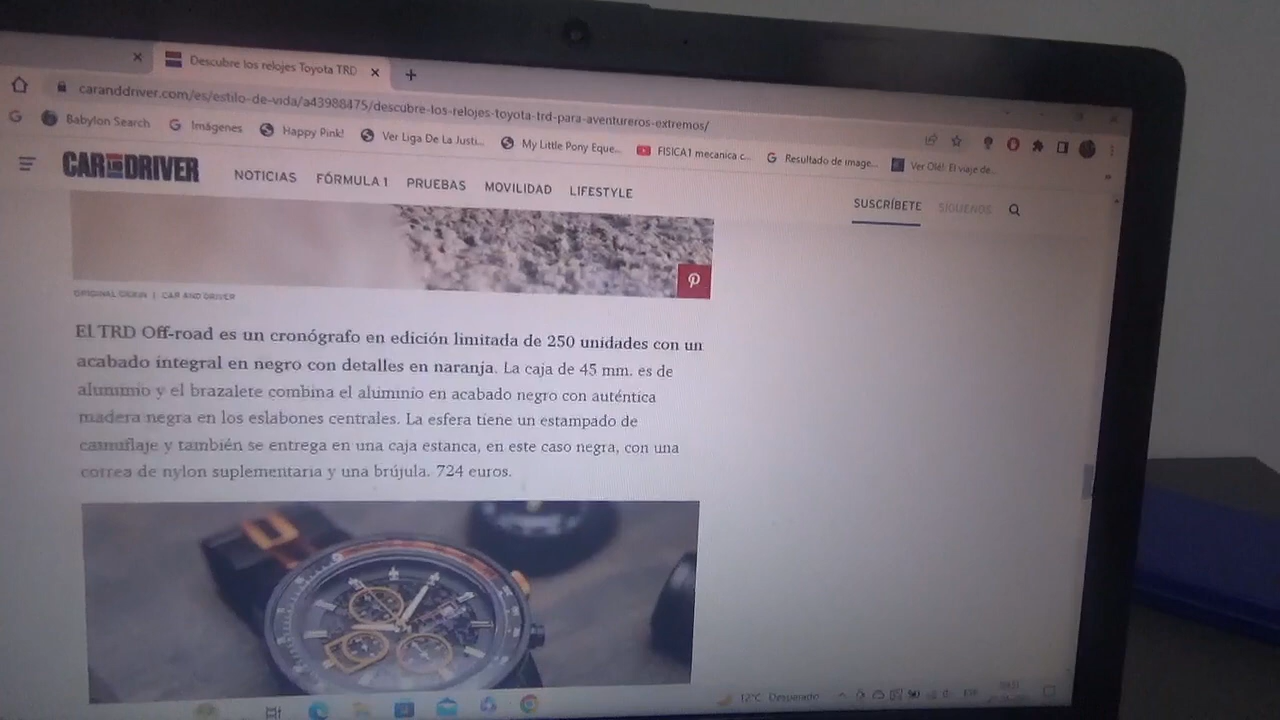 Descubre los relojes Toyota TRD
caranddriver.com/es/estilo-de-vida/a43988475/descubre-los-relojes-toyota-trd-para-aventureros-extremos/
Babylon Search
Imágenes
Happy Pink!
Ver Liga De La Justi...
My Little Pony Eque...
FISICA1 mecanica c...
Resultado de image...
Ver Olé!: El viaje de...
CAR AND DRIVER
NOTICIAS
FÓRMULA 1
PRUEBAS
MOVILIDAD
LIFESTYLE
SUSCRÍBETE
SÍGUENOS
ORIGINAL GRAIN | CAR AND DRIVER
El TRD Off-road es un cronógrafo en edición limitada de 250 unidades con un
acabado integral en negro con detalles en naranja. La caja de 45 mm. es de
aluminio y el brazalete combina el aluminio en acabado negro con auténtica
madera negra en los eslabones centrales. La esfera tiene un estampado de
camuflaje y también se entrega en una caja estanca, en este caso negra, con una
correa de nylon suplementaria y una brújula. 724 euros.
12°C Despejado
ESP